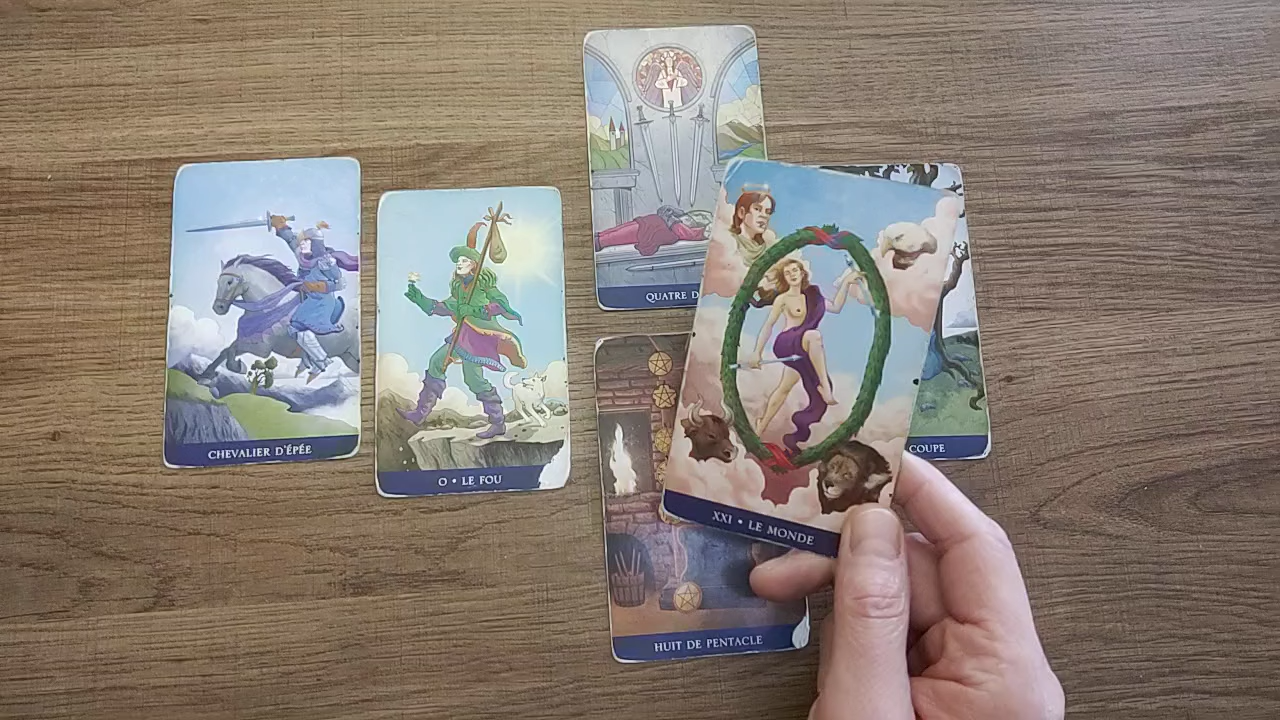 CHEVALIER D'ÉPÉE
O • LE FOU
QUATRE
XXI • LE MONDE
COUPE
HUIT DE PENTACLE